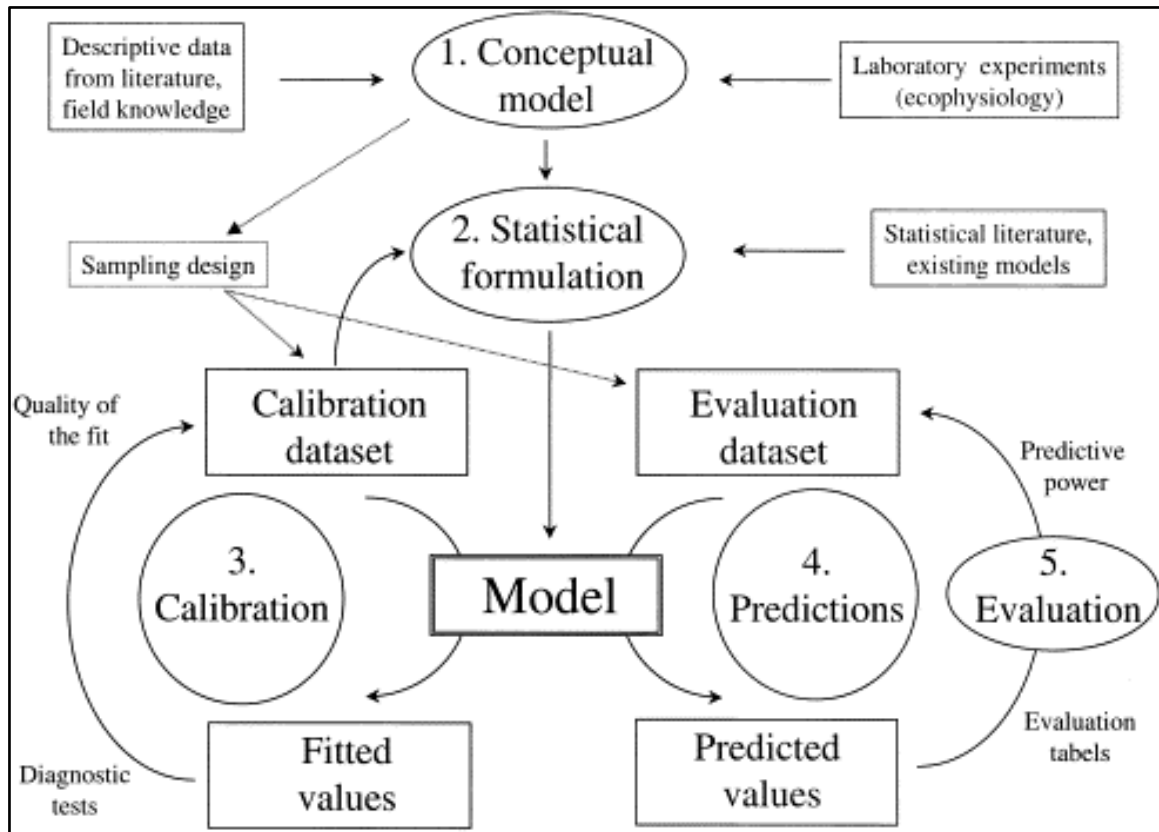 Descriptive data
from literature,
field knowledge
1. Conceptual
model
Laboratory experiments
(ecophysiology)
Sampling design
2. Statistical
formulation
Statistical literature,
existing models
Quality of
the fit
Calibration
dataset
Evaluation
dataset
Predictive
power
3.
Calibration
Model
4.
Predictions
5.
Evaluation
Diagnostic
tests
Fitted
values
Predicted
values
Evaluation
tabels